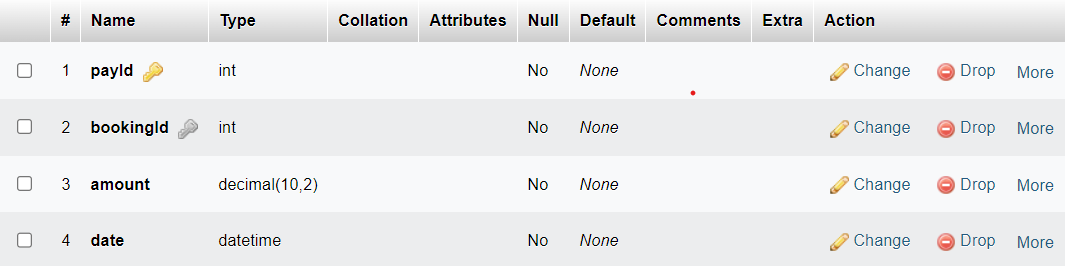 # Name Type Collation Attributes Null Default Comments Extra Action
1 payId int No None Change Drop More
2 bookingId int No None Change Drop More
3 amount decimal(10,2) No None Change Drop More
4 date datetime No None Change Drop More